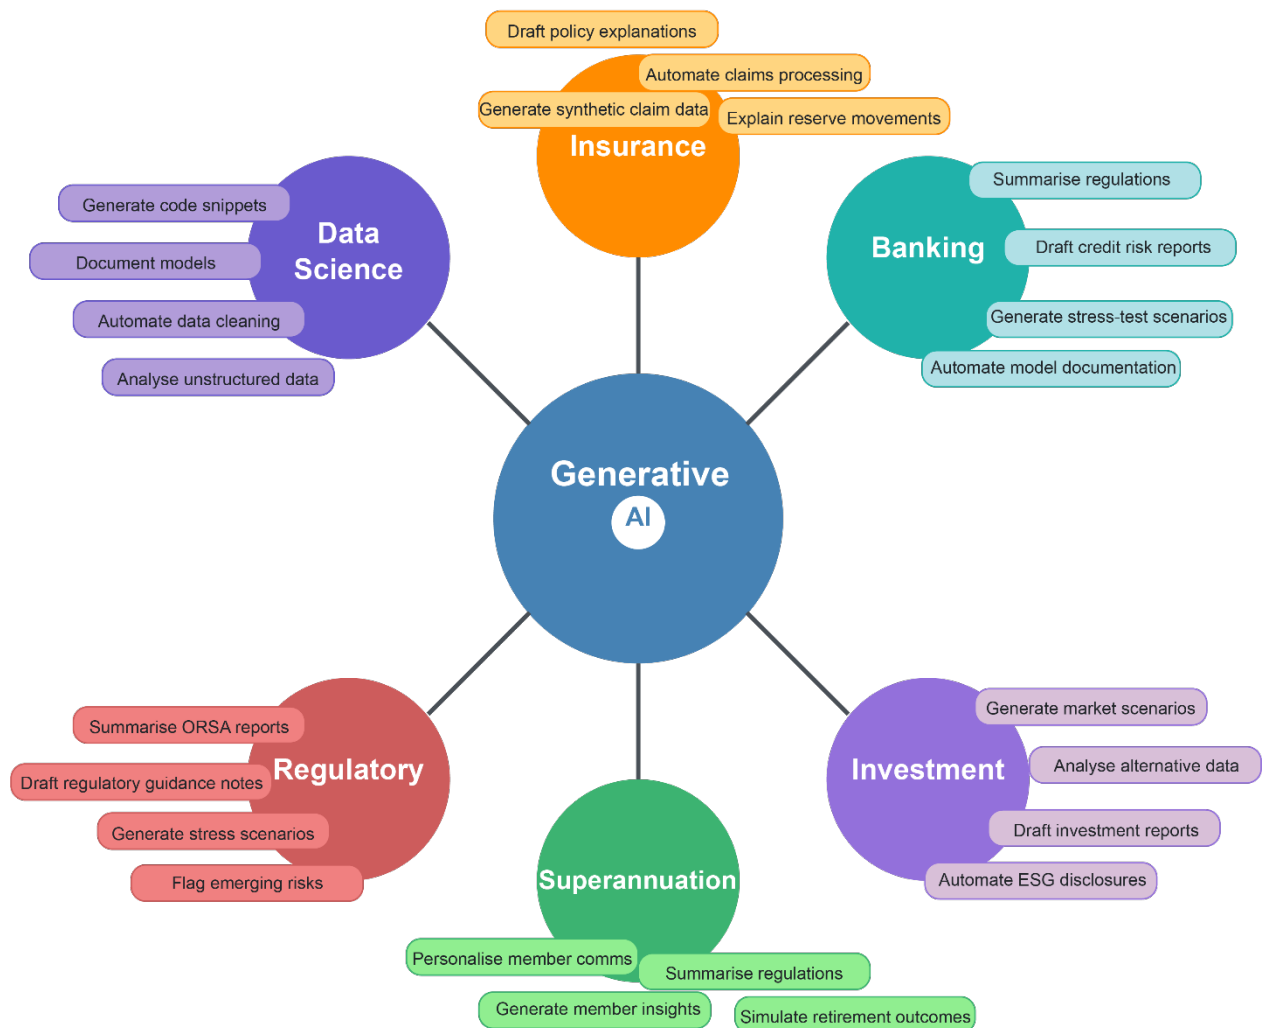 Draft policy explanations
Automate claims processing
Generate synthetic claim data
Explain reserve movements
Insurance
Summarise regulations
Draft credit risk reports
Generate stress-test scenarios
Automate model documentation
Banking
Generate code snippets
Document models
Automate data cleaning
Analyse unstructured data
Data
Science
Generative
AI
Summarise ORSA reports
Draft regulatory guidance notes
Generate stress scenarios
Flag emerging risks
Regulatory
Generate market scenarios
Analyse alternative data
Draft investment reports
Automate ESG disclosures
Investment
Superannuation
Personalise member comms
Summarise regulations
Generate member insights
Simulate retirement outcomes